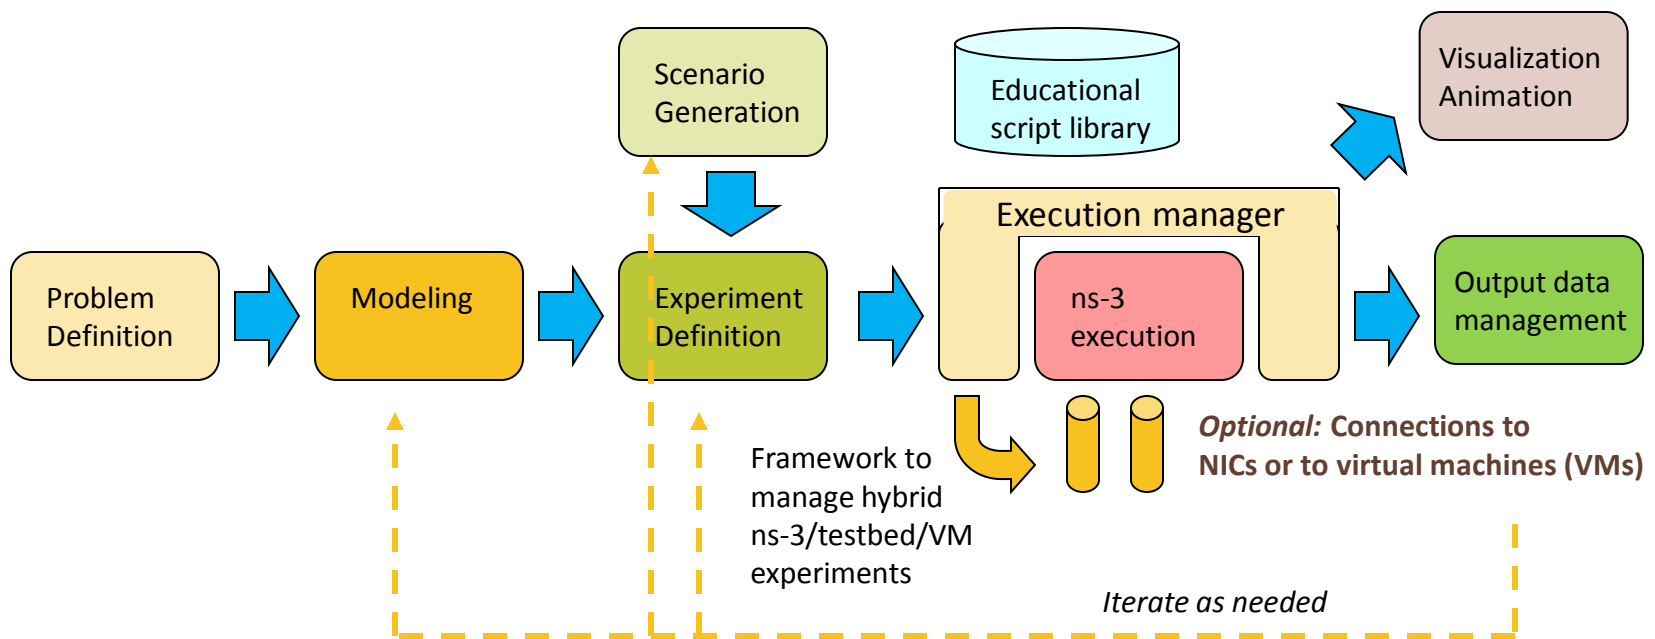 Scenario
Generation
Educational
script library
Visualization
Animation
Execution manager
Problem
Definition
Modeling
Experiment
Definition
ns-3
execution
Output data
management
Optional: Connections to
NICs or to virtual machines (VMs)
Framework to
manage hybrid
ns-3/testbed/VM
experiments
Iterate as needed